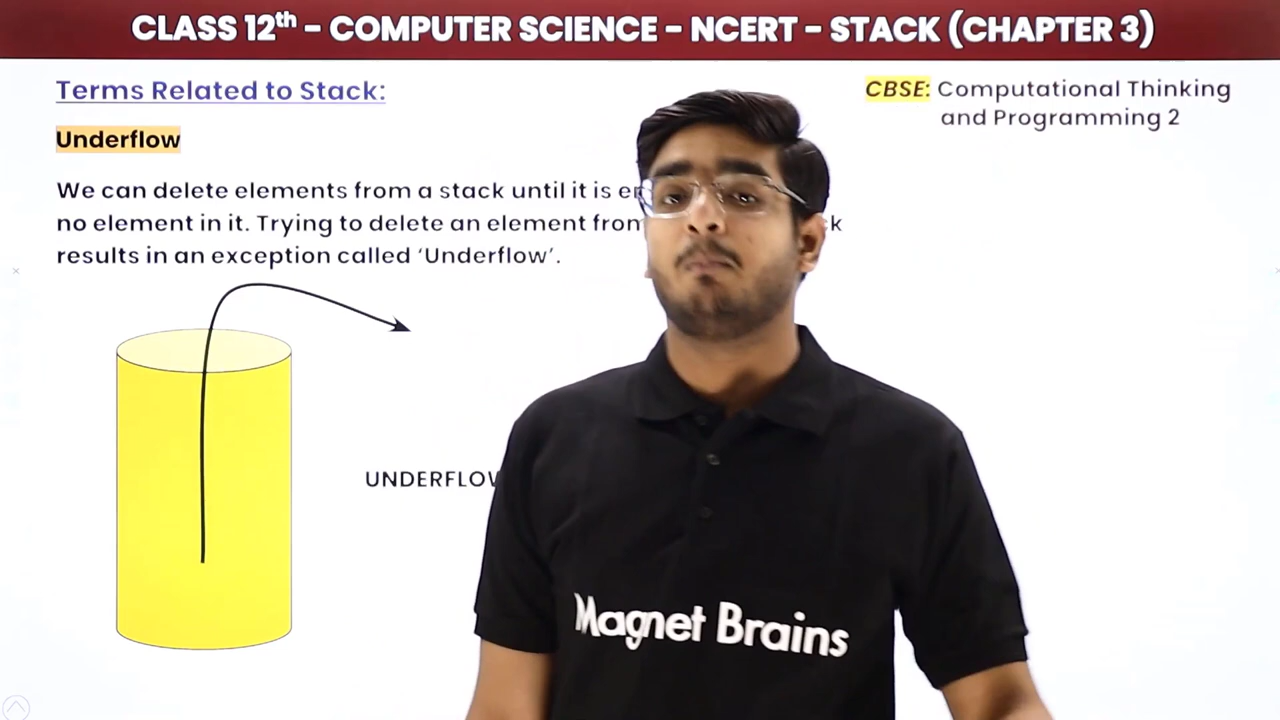 CLASS 12th - COMPUTER SCIENCE - NCERT - STACK (CHAPTER 3)
Terms Related to Stack:
CBSE: Computational Thinking
and Programming 2
Underflow
We can delete elements from a stack until it is
no element in it. Trying to delete an element from
results in an exception called ‘Underflow’.
UNDERFLOW
Magnet Brains